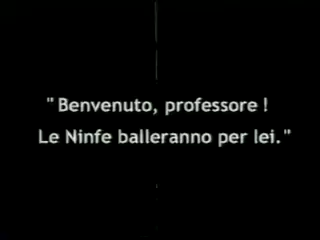 "Benvenuto, professore !
Le Ninfe balleranno per lei."